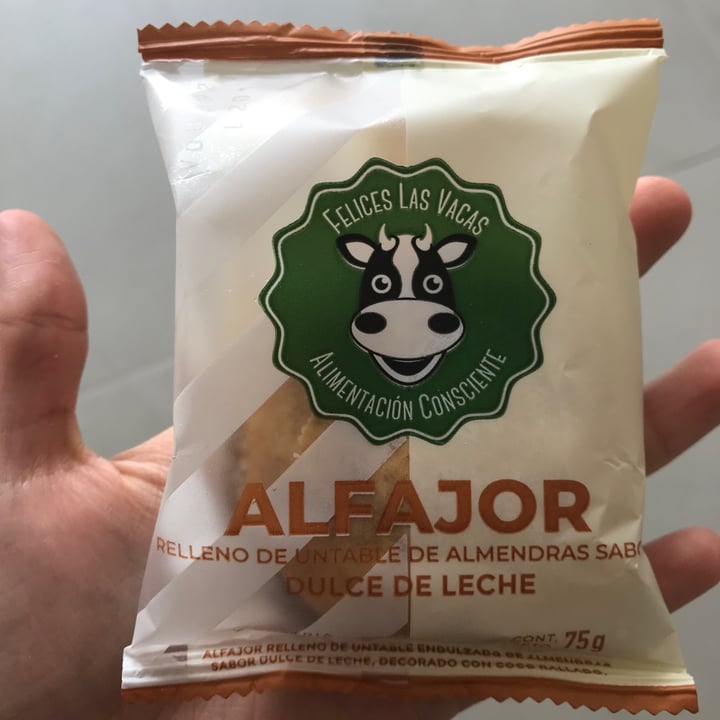 FELICES LAS VACAS
ALIMENTACIÓN CONSCIENTE
ALFAJOR
RELLENO DE UNTABLE DE ALMENDRAS SABO
DULCE DE LECHE
CONT. 75g
ALFAJOR RELLENO DE UNTABLE ENDULZADO DE ALMENDRAS
SABOR DULCE DE LECHE, DECORADO CON COCO RALLADO.